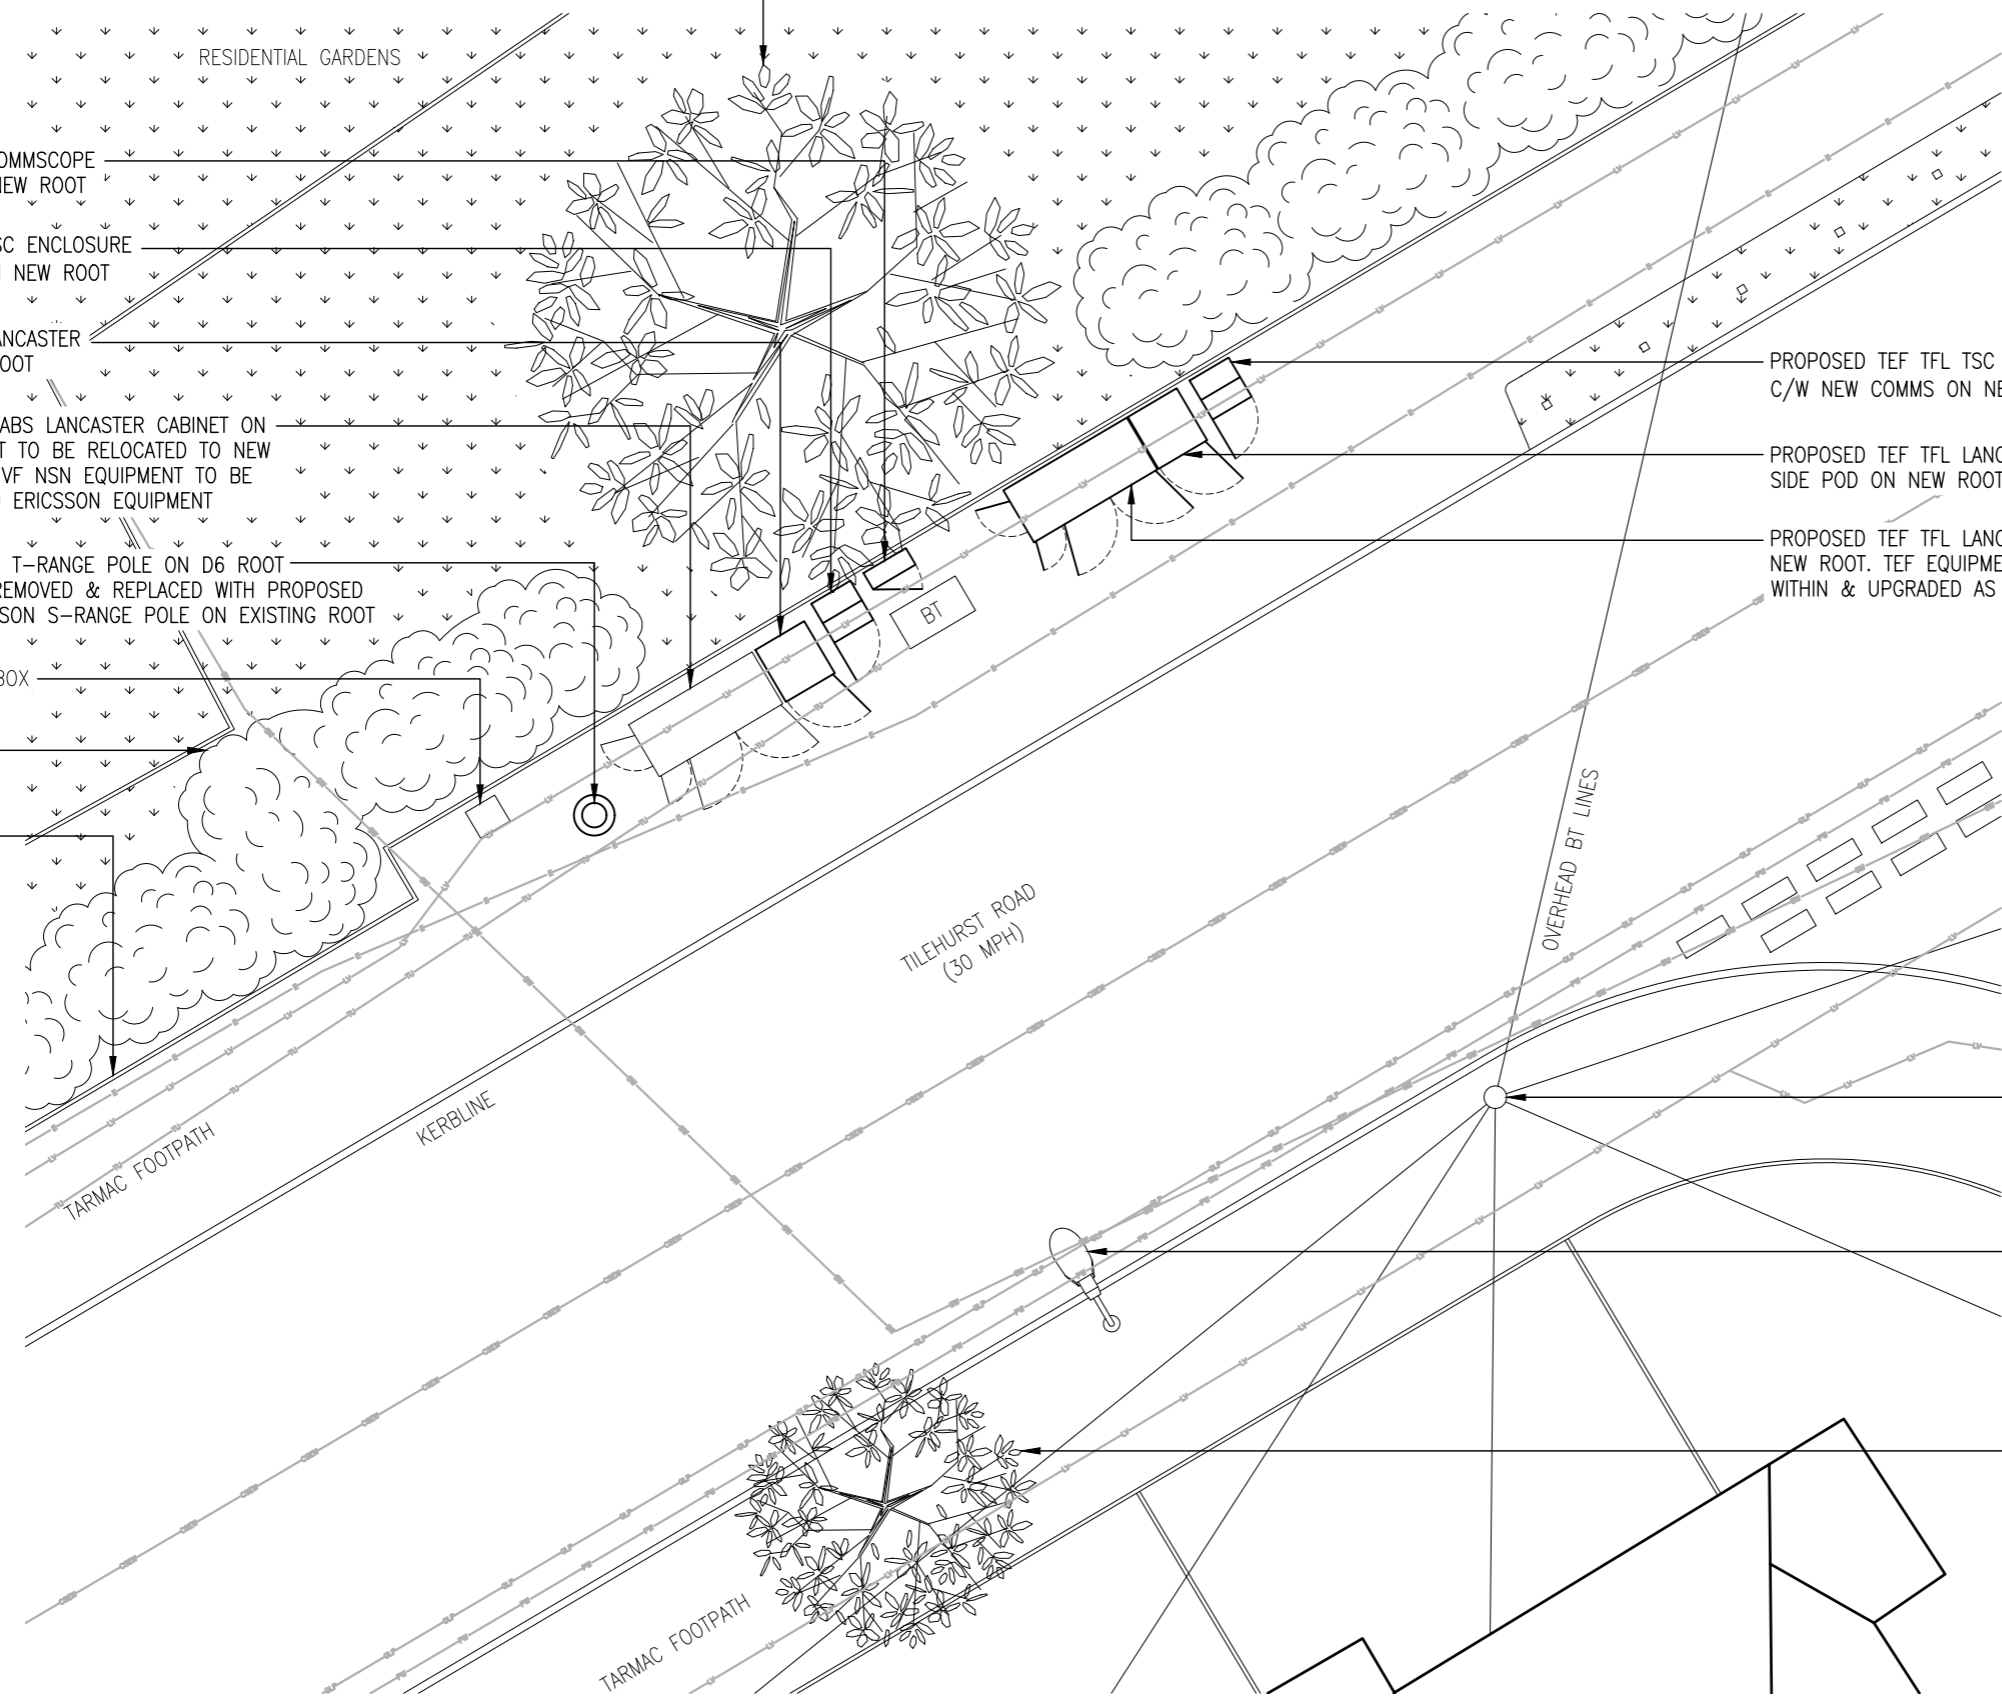 RESIDENTIAL GARDENS
OMMSCOPE
NEW ROOT
SC ENCLOSURE
NEW ROOT
ANCASTER
OOT
ABS LANCASTER CABINET ON
T TO BE RELOCATED TO NEW
VF NSN EQUIPMENT TO BE
ERICSSON EQUIPMENT
T-RANGE POLE ON D6 ROOT
REMOVED & REPLACED WITH PROPOSED
SON S-RANGE POLE ON EXISTING ROOT
BOX
BT
PROPOSED TEF TFL TSC
C/W NEW COMMS ON NE
PROPOSED TEF TFL LANC
SIDE POD ON NEW ROOT
PROPOSED TEF TFL LANC
NEW ROOT. TEF EQUIPME
WITHIN & UPGRADED AS
OVERHEAD BT LINES
TILEHURST ROAD
(30 MPH)
KERBLINE
TARMAC FOOTPATH
TARMAC FOOTPATH